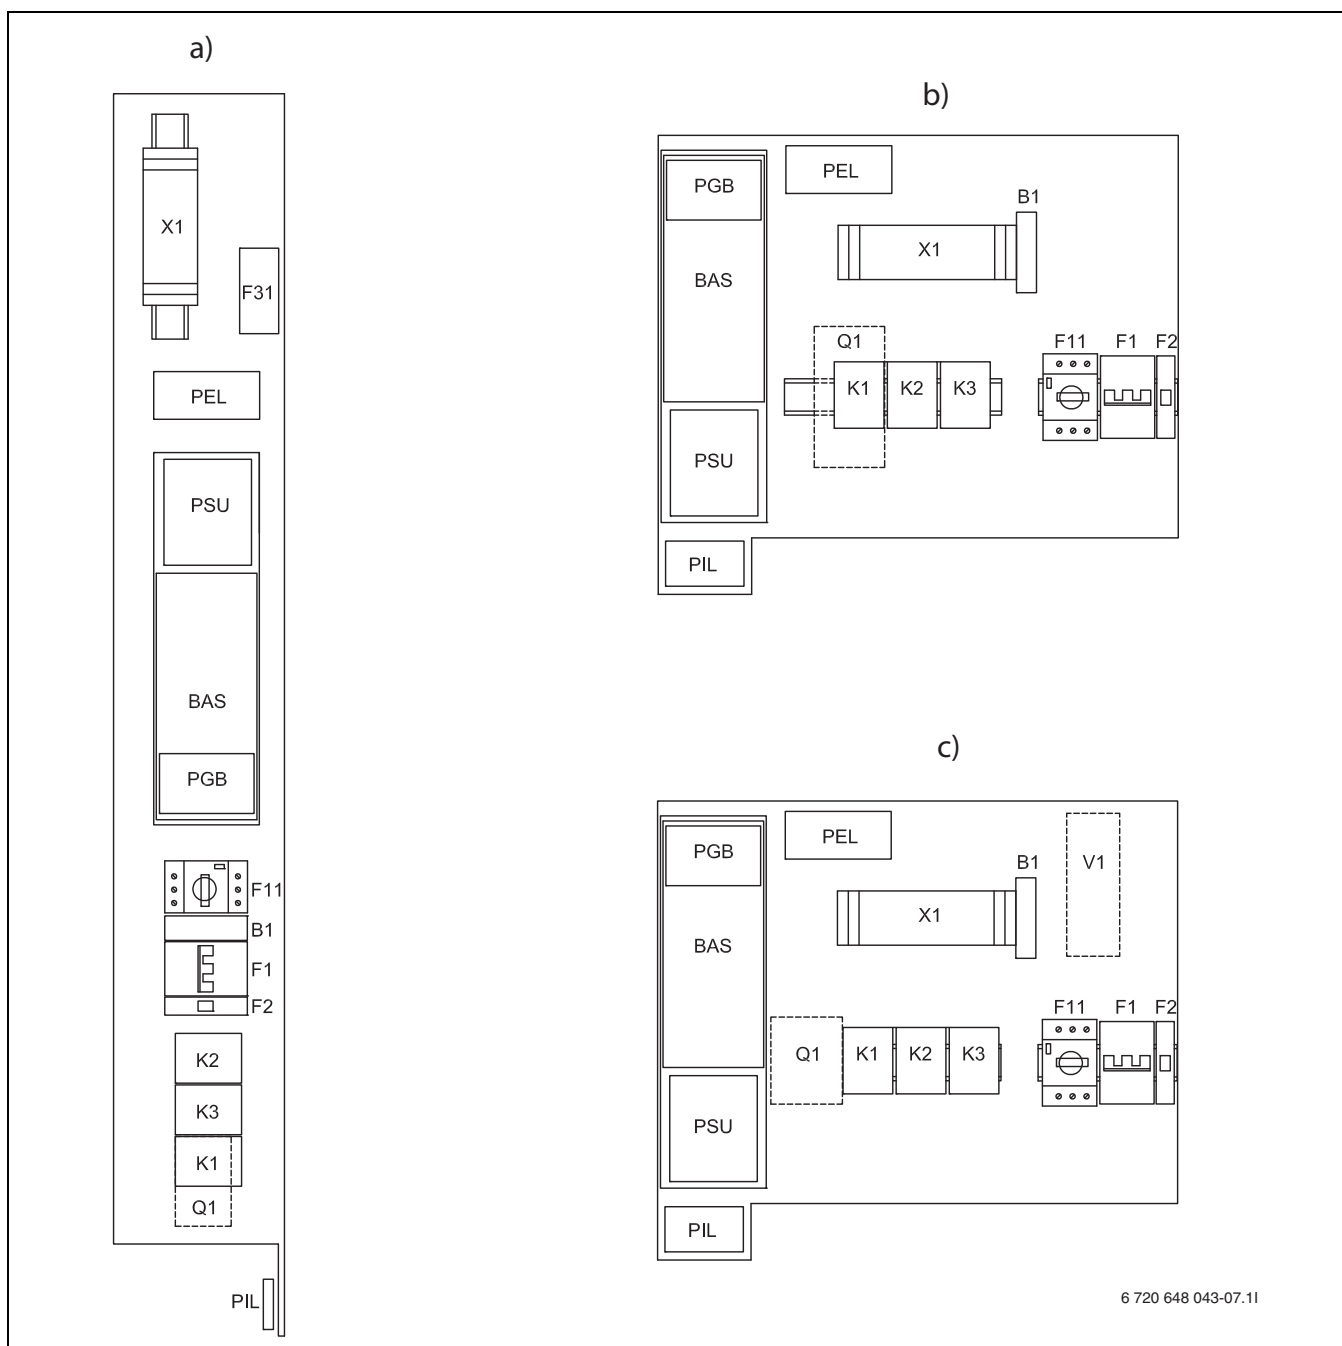 a)
X1
F31
PEL
PSU
BAS
PGB
F11
B1
F1
F2
K2
K3
K1
Q1
PIL
b)
PGB
PEL
B1
X1
BAS
Q1
F11 F1 F2
K1 K2 K3
PSU
PIL
c)
PGB
PEL
B1
V1
X1
BAS
F11 F1 F2
Q1 K1 K2 K3
PSU
PIL
6 720 648 043-07.1I